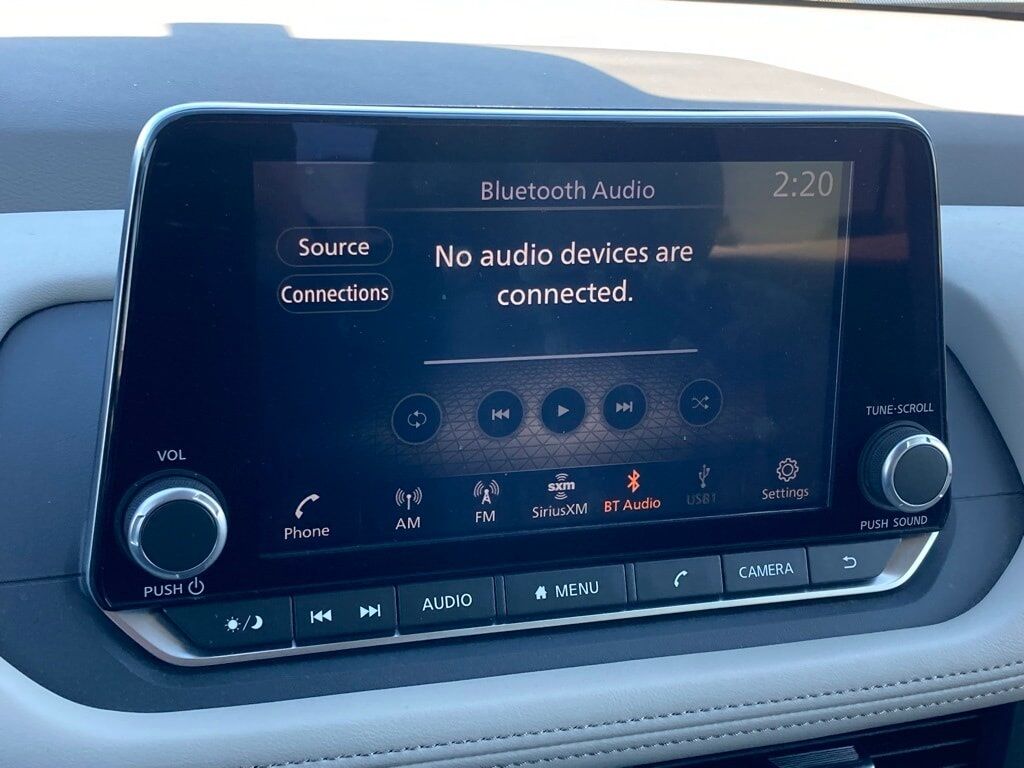 Bluetooth Audio
2:20
Source
No audio devices are
Connections
connected.
TUNE·SCROLL
VOL
Phone
AM
FM
sxm
SiriusXM
BT Audio
USB1
Settings
PUSH SOUND
PUSH
AUDIO
MENU
CAMERA